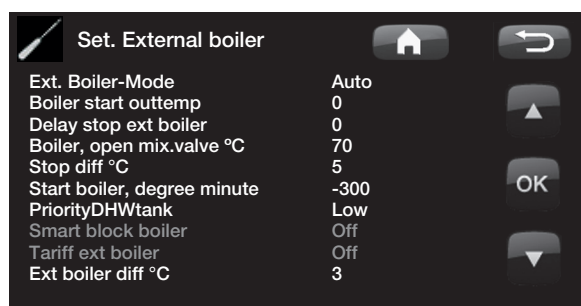 Set. External boiler
Ext. Boiler-Mode Auto
Boiler start outtemp 0
Delay stop ext boiler 0
Boiler, open mix.valve ºC 70
Stop diff °C 5
Start boiler, degree minute -300
PriorityDHWtank Low
Smart block boiler Off
Tariff ext boiler Off
Ext boiler diff °C 3
OK